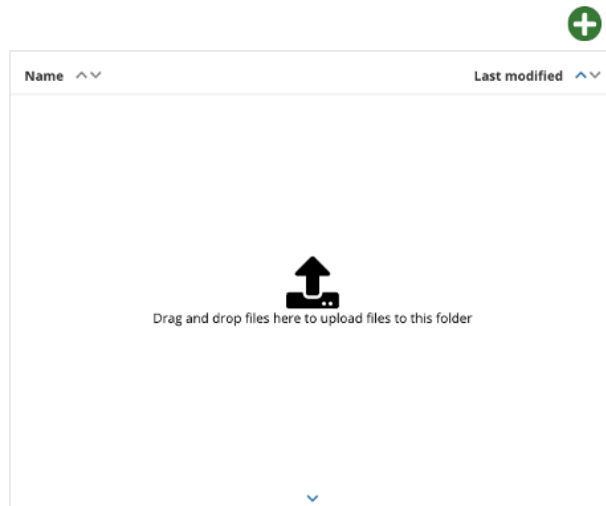 Name
Last modified
Drag and drop files here to upload files to this folder